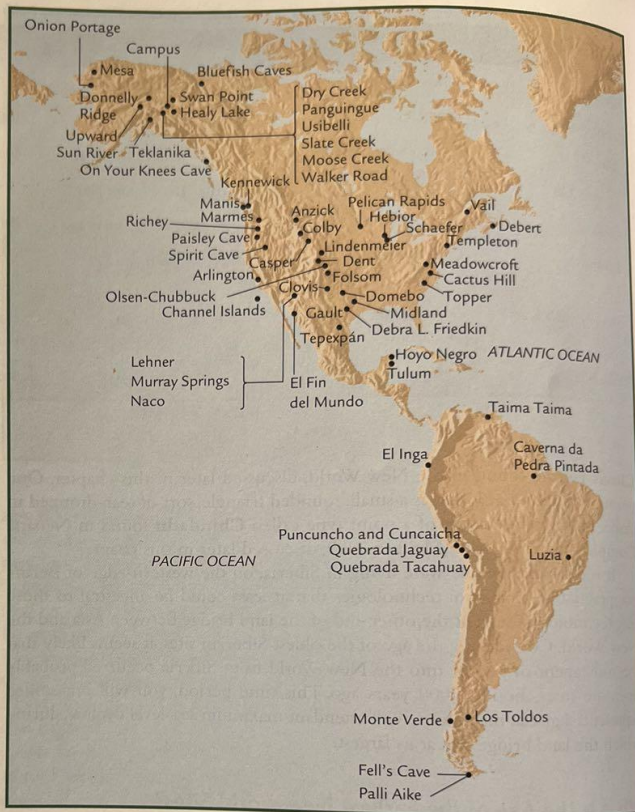 Onion Portage
Campus
Mesa
Bluefish Caves
Donnelly
Ridge
Swan Point
Healy Lake
Dry Creek
Panguingue
Usibelli
Slate Creek
Moose Creek
Walker Road
Upward
Sun River
Teklanika
On Your Knees Cave
Kennewick
Manis
Marmes
Richey
Paisley Cave
Spirit Cave
Anzick
Colby
Casper
Pelican Rapids
Hebior
Schaefer
Vail
Debert
Templeton
Lindenmeier
Dent
Folsom
Arlington
Clovis
Olsen-Chubbuck
Channel Islands
Meadowcroft
Cactus Hill
Topper
Domebo
Midland
Gault
Debra L. Friedkin
Tepexpán
Lehner
Murray Springs
Naco
El Fin
del Mundo
Hoyo Negro
Tulum
ATLANTIC OCEAN
Taima Taima
El Inga
Caverna da
Pedra Pintada
Puncuncho and Cuncaicha
Quebrada Jaguay
Quebrada Tacahuay
PACIFIC OCEAN
Luzia
Monte Verde
Los Toldos
Fell's Cave
Palli Aike